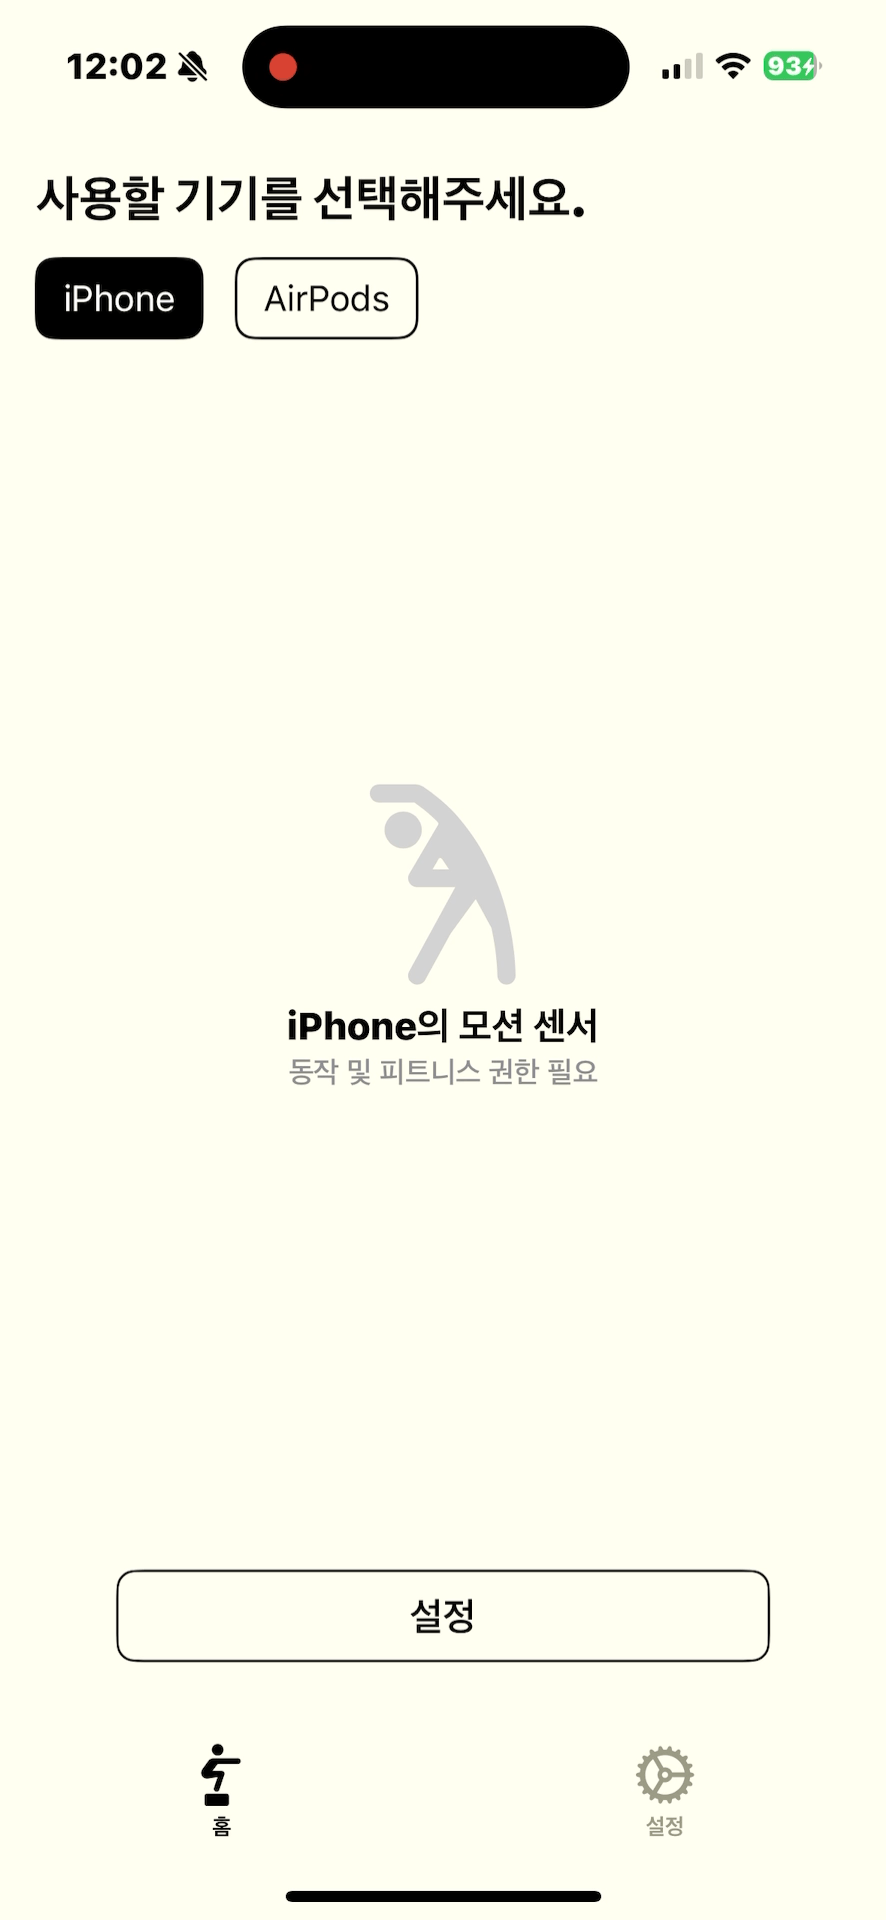 12:02
93
사용할 기기를 선택해주세요.
iPhone
AirPods
iPhone의 모션 센서
동작 및 피트니스 권한 필요
설정
홈
설정